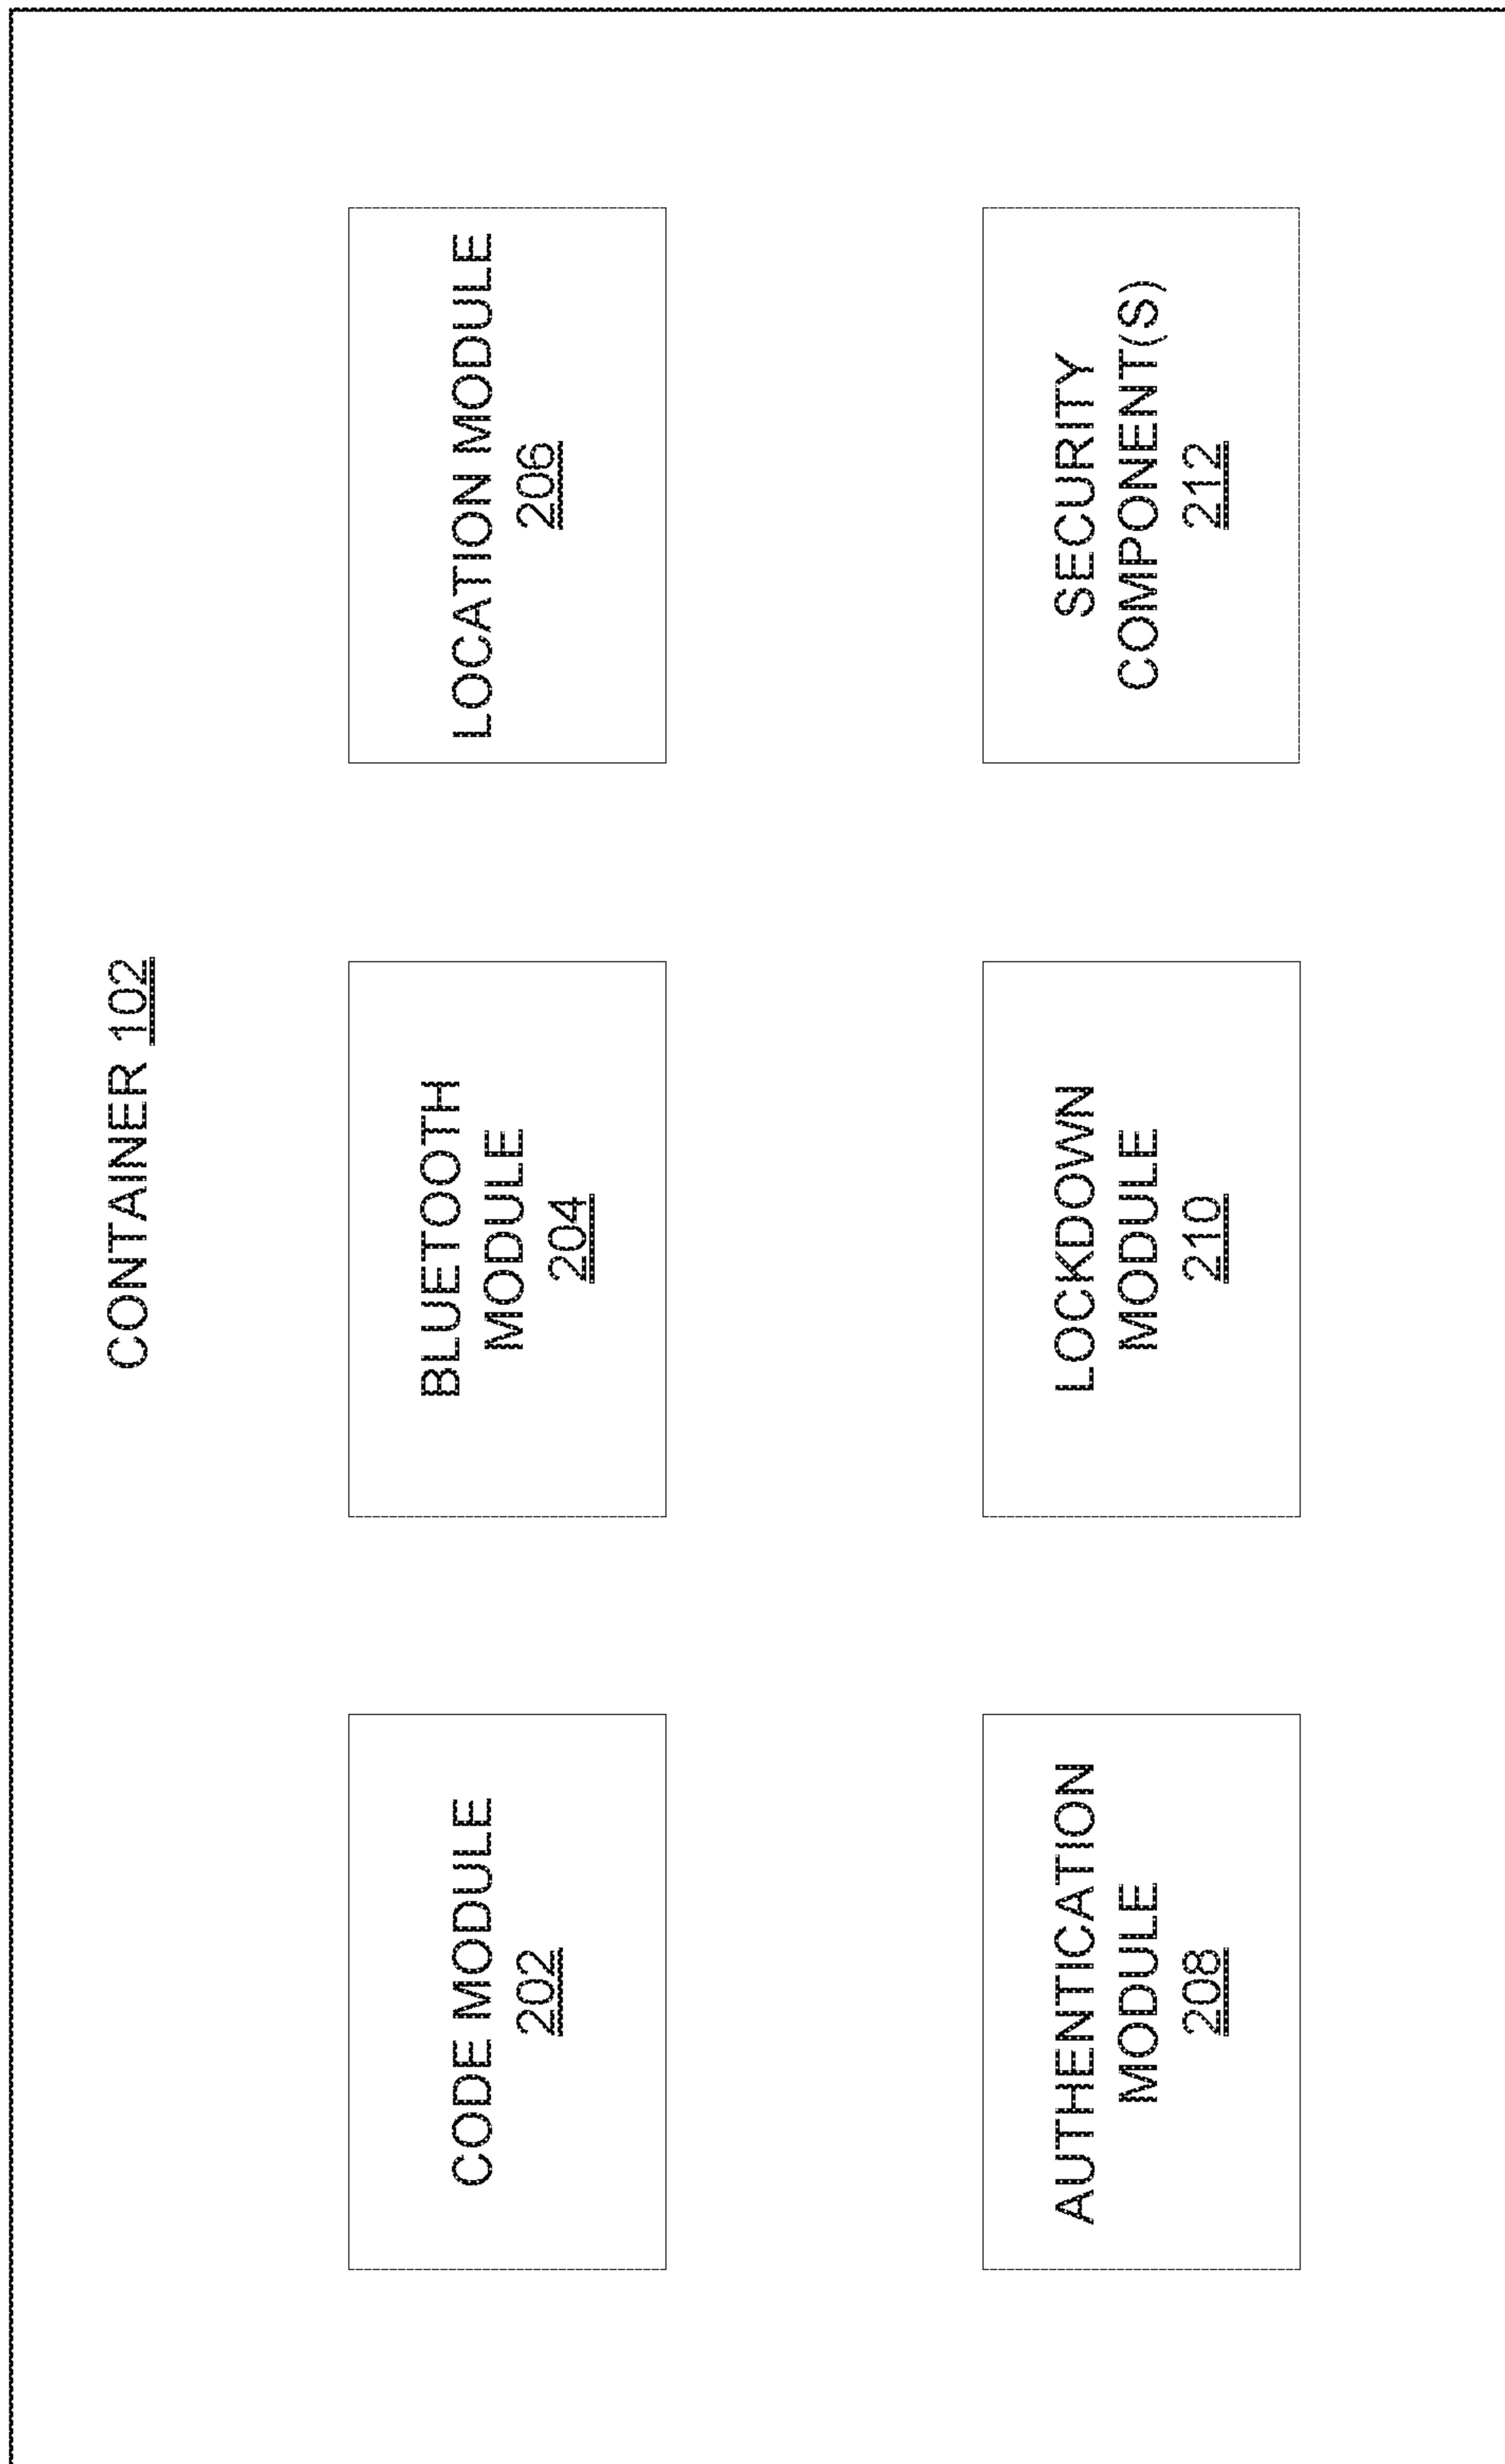 CONTAINER 102
CODE MODULE
202
BLUETOOTH
MODULE
204
LOCATION MODULE
206
AUTHENTICATION
MODULE
208
LOCKDOWN
MODULE
210
SECURITY
COMPONENT(S)
212